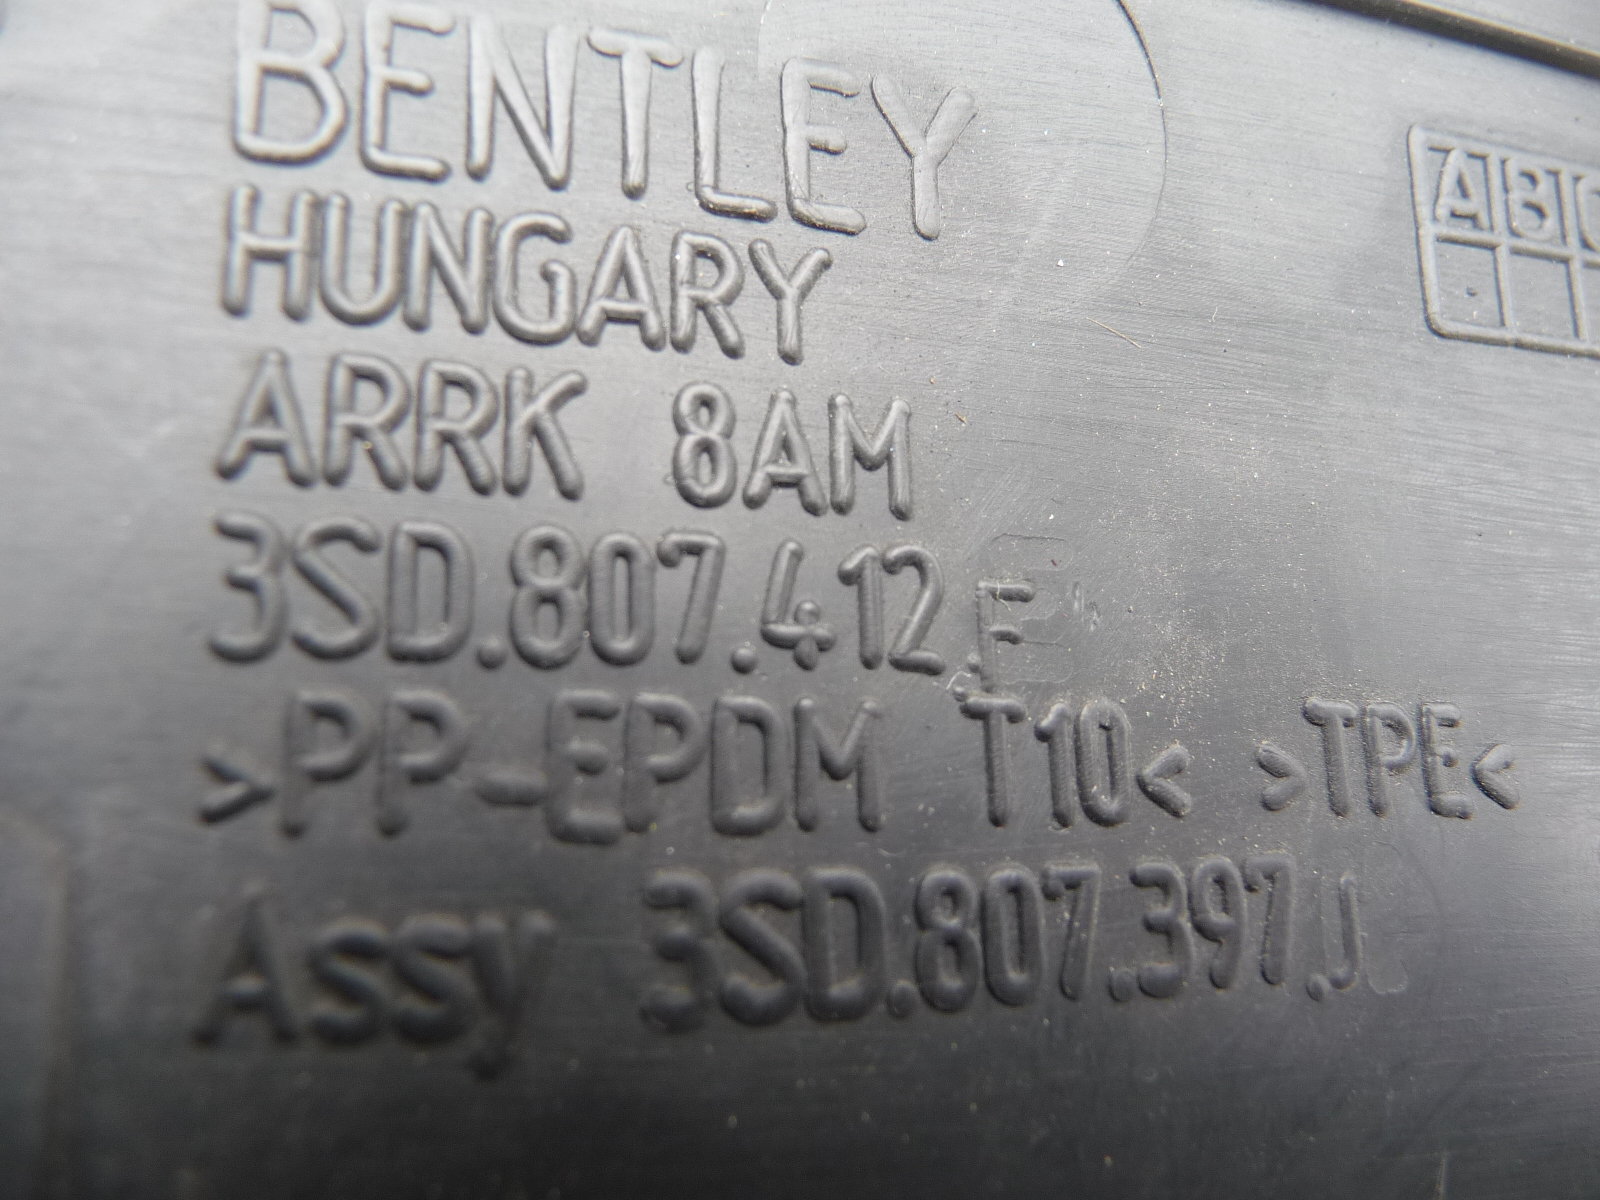 BENTLEY
HUNGARY
ARRK 8AM
3SD.807.412.F
>PP-EPDM T10< >TPE<
Assy 3SD.807.397.J
A B C